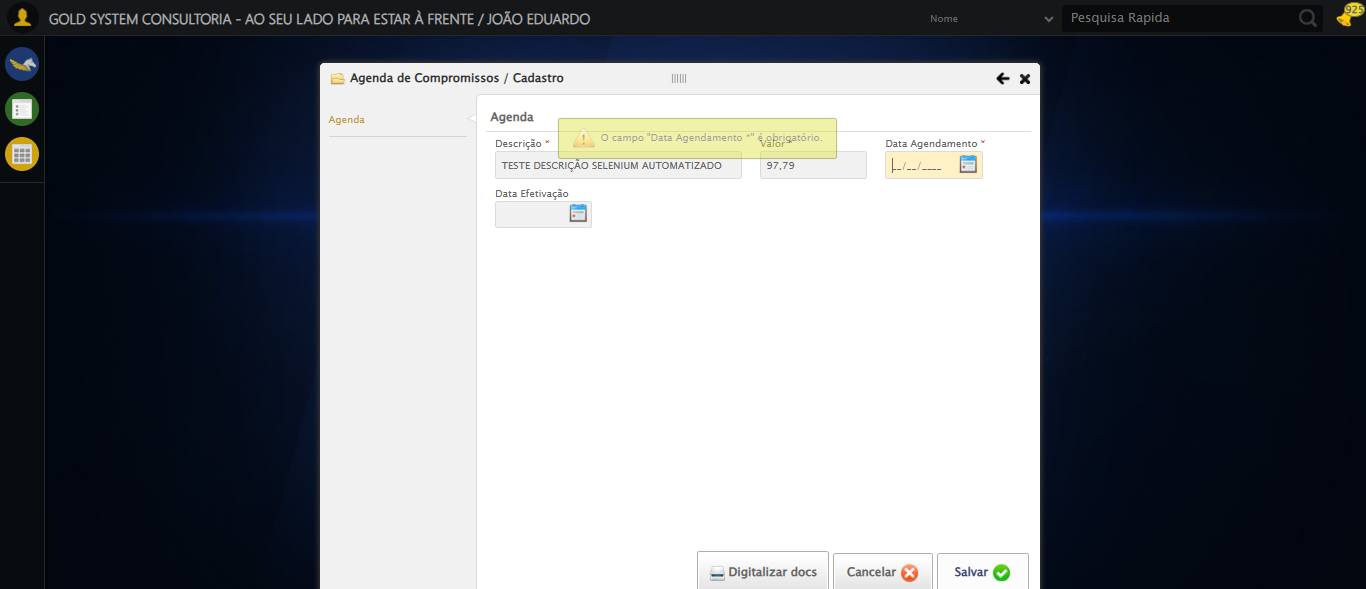 GOLD SYSTEM CONSULTORIA - AO SEU LADO PARA ESTAR À FRENTE / JOÃO EDUARDO
Nome
Pesquisa Rapida
925
Agenda de Compromissos / Cadastro
Agenda
Agenda
O campo "Data Agendamento *" é obrigatório.
Descrição *
Valor *
Data Agendamento *
TESTE DESCRIÇÃO SELENIUM AUTOMATIZADO
97,79
__/__/____
Data Efetivação
Digitalizar docs
Cancelar
Salvar